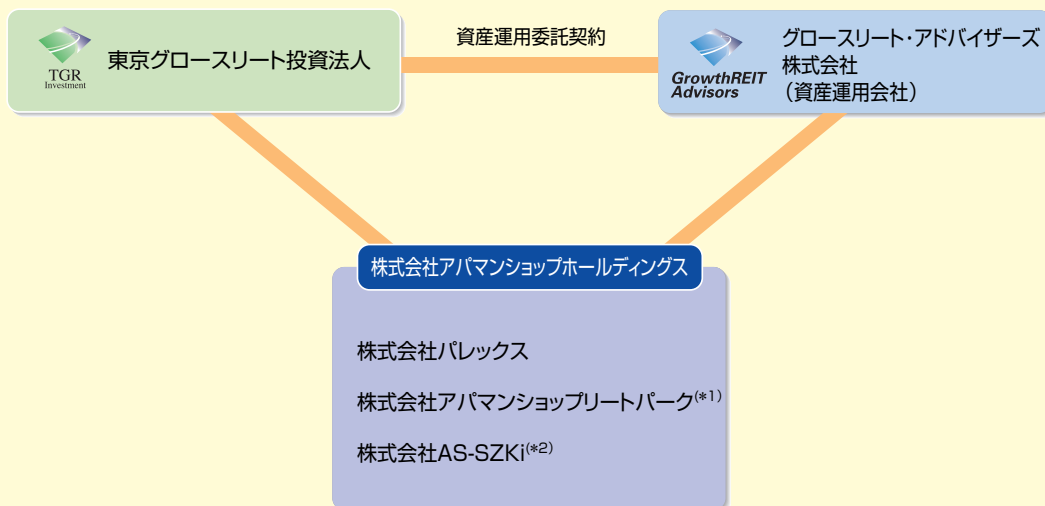 TGR
Investment
東京グロースリート投資法人
資産運用委託契約
GrowthREIT
Advisors
グロースリート・アドバイザーズ
株式会社
（資産運用会社）
株式会社アパマンショップホールディングス
株式会社パレックス
株式会社アパマンショップリートパーク(*1)
株式会社AS-SZKi(*2)